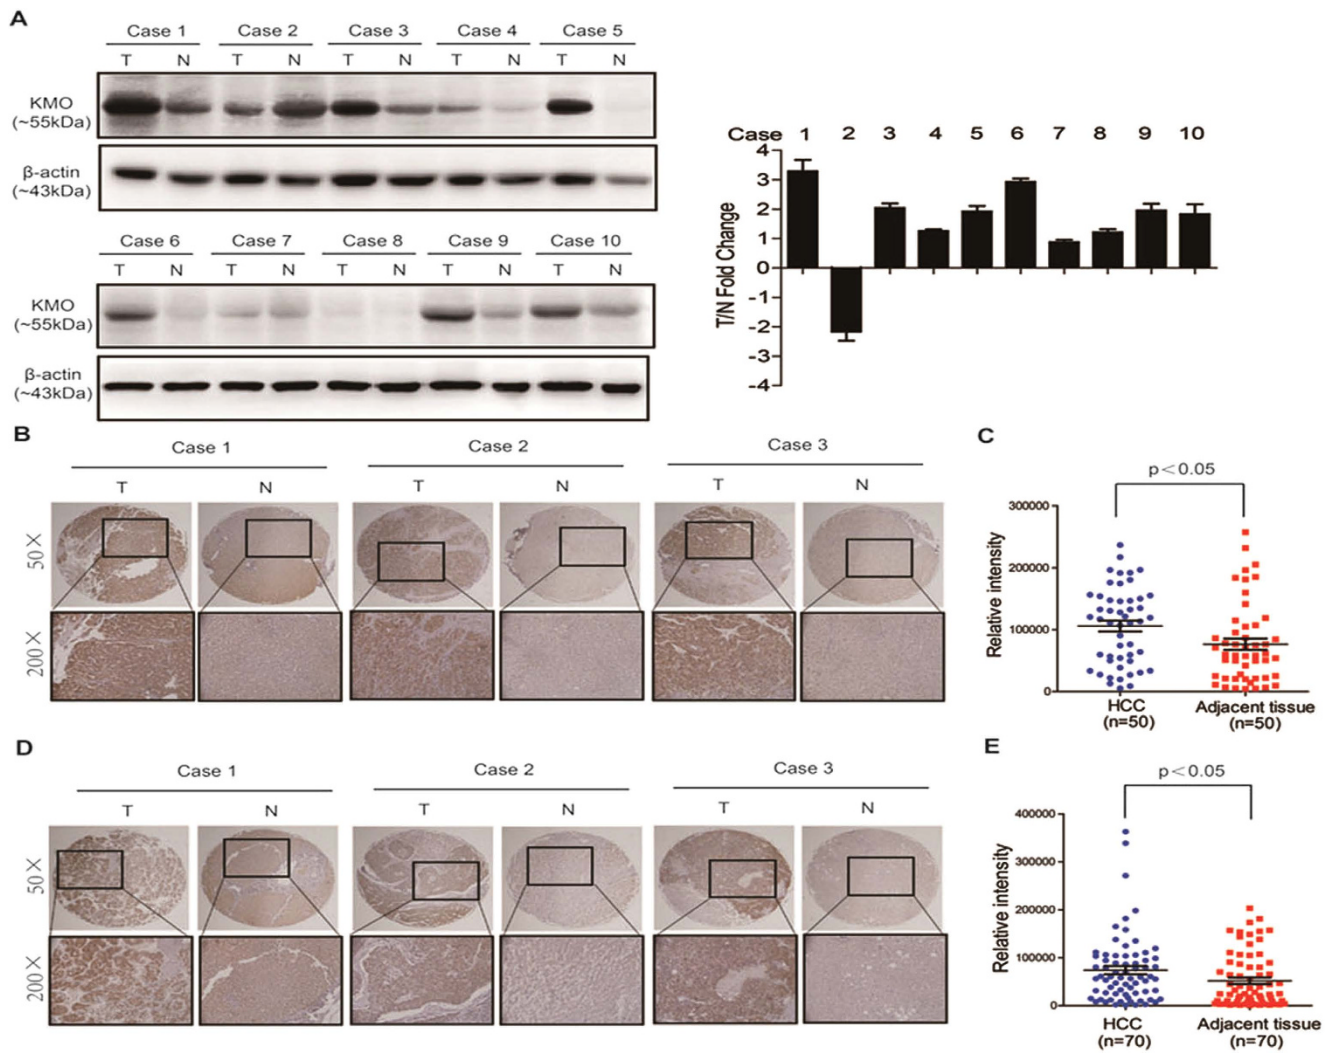 A
Case 1 Case 2 Case 3 Case 4 Case 5
T N T N T N T N T N
KMO
(~55kDa)
β-actin
(~43kDa)
Case 6 Case 7 Case 8 Case 9 Case 10
T N T N T N T N T N
KMO
(~55kDa)
β-actin
(~43kDa)
Case 1 2 3 4 5 6 7 8 9 10
T/N Fold Change
4
3
2
1
0
-1
-2
-3
-4
B
Case 1 Case 2 Case 3
T N T N T N
50×
200×
C
p<0.05
Relative intensity
300000
200000
100000
0
HCC Adjacent tissue
(n=50) (n=50)
D
Case 1 Case 2 Case 3
T N T N T N
50×
200×
E
p<0.05
Relative intensity
400000
300000
200000
100000
0
HCC Adjacent tissue
(n=70) (n=70)